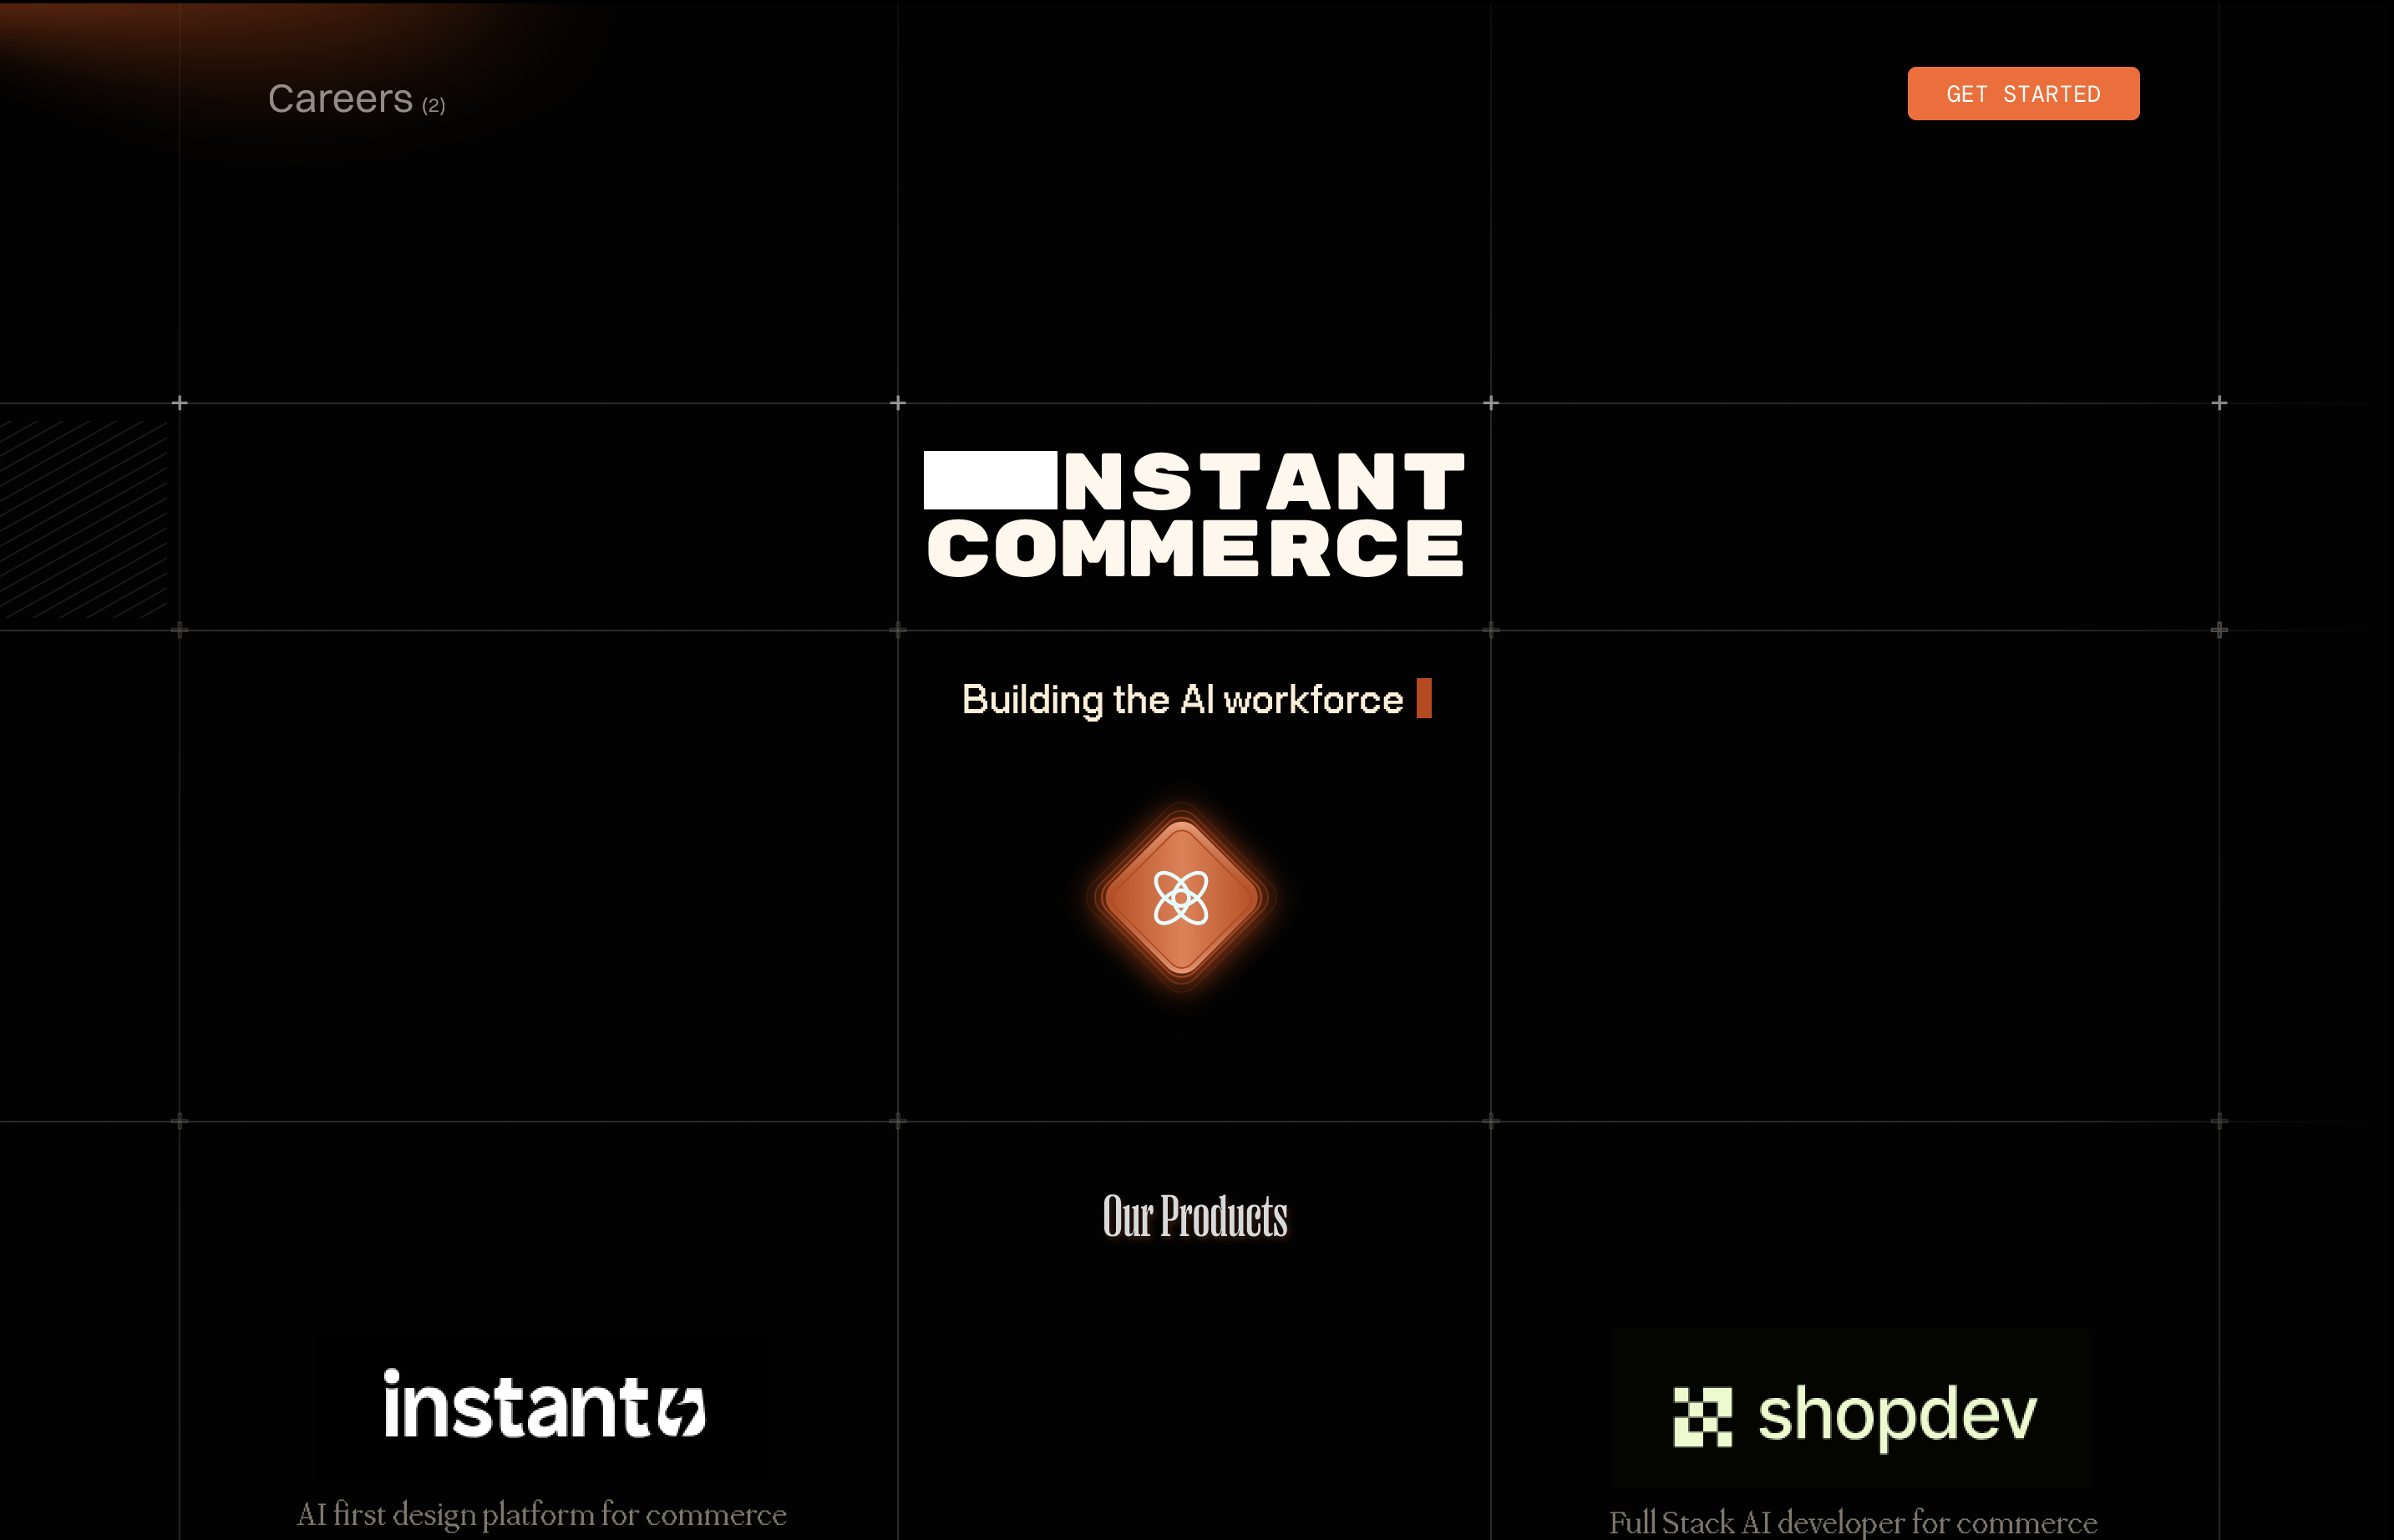 Careers (2)
GET STARTED
NSTANT
COMMERCE
Building the AI workforce
Our Products
instant
shopdev
AI first design platform for commerce
Full Stack AI developer for commerce